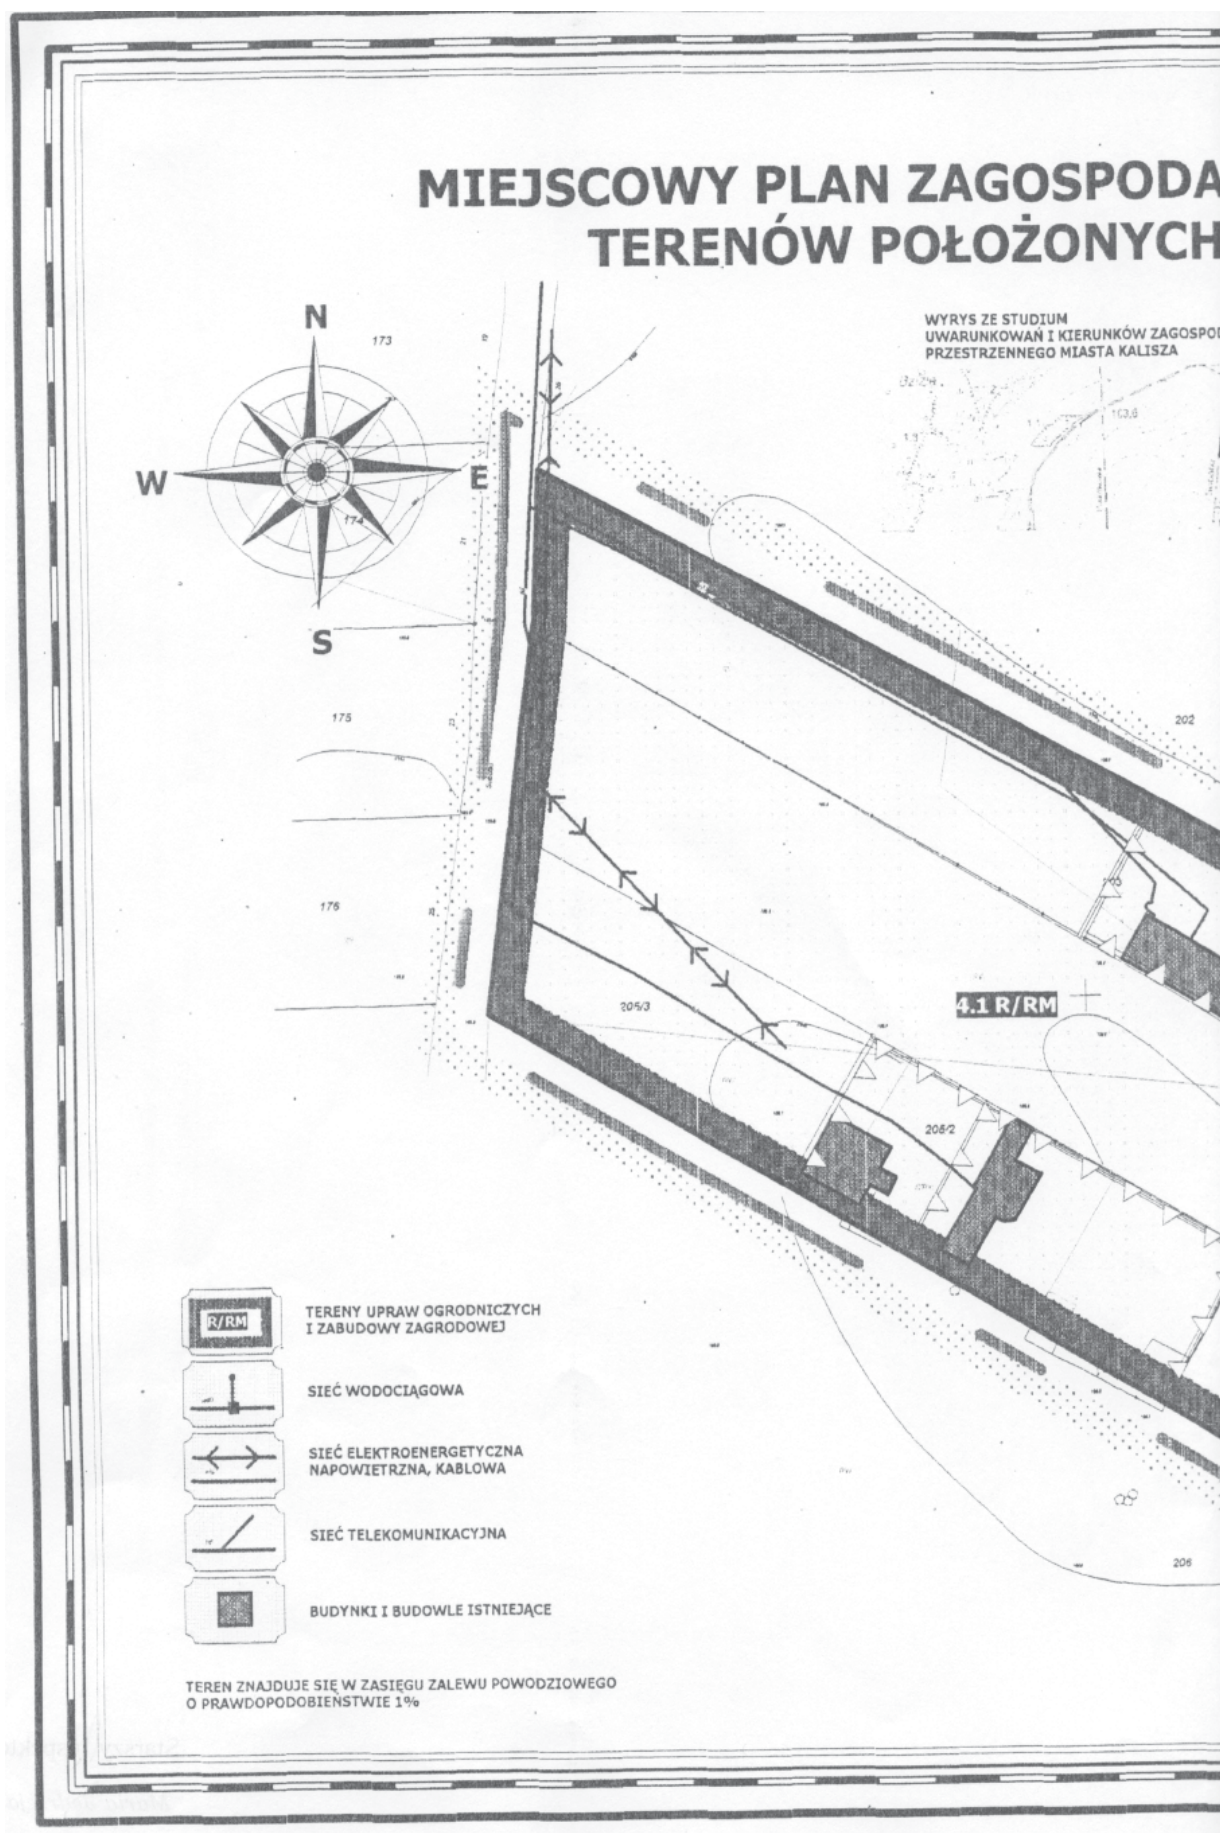 MIEJSCOWY PLAN ZAGOSPODA
TERENÓW POŁOŻONYCH
WYRYS ZE STUDIUM
UWARUNKOWAŃ I KIERUNKÓW ZAGOSPOD
PRZESTRZENNEGO MIASTA KALISZA
N
W
E
S
173
174
175
176
202
103,6
205/3
4.1 R/RM
205/2
206
R/RM
TERENY UPRAW OGRODNICZYCH
I ZABUDOWY ZAGRODOWEJ
SIEĆ WODOCIĄGOWA
SIEĆ ELEKTROENERGETYCZNA
NAPOWIETRZNA, KABLOWA
SIEĆ TELEKOMUNIKACYJNA
BUDYNKI I BUDOWLE ISTNIEJĄCE
TEREN ZNAJDUJE SIĘ W ZASIĘGU ZALEWU POWODZIOWEGO
O PRAWDOPODOBIEŃSTWIE 1%